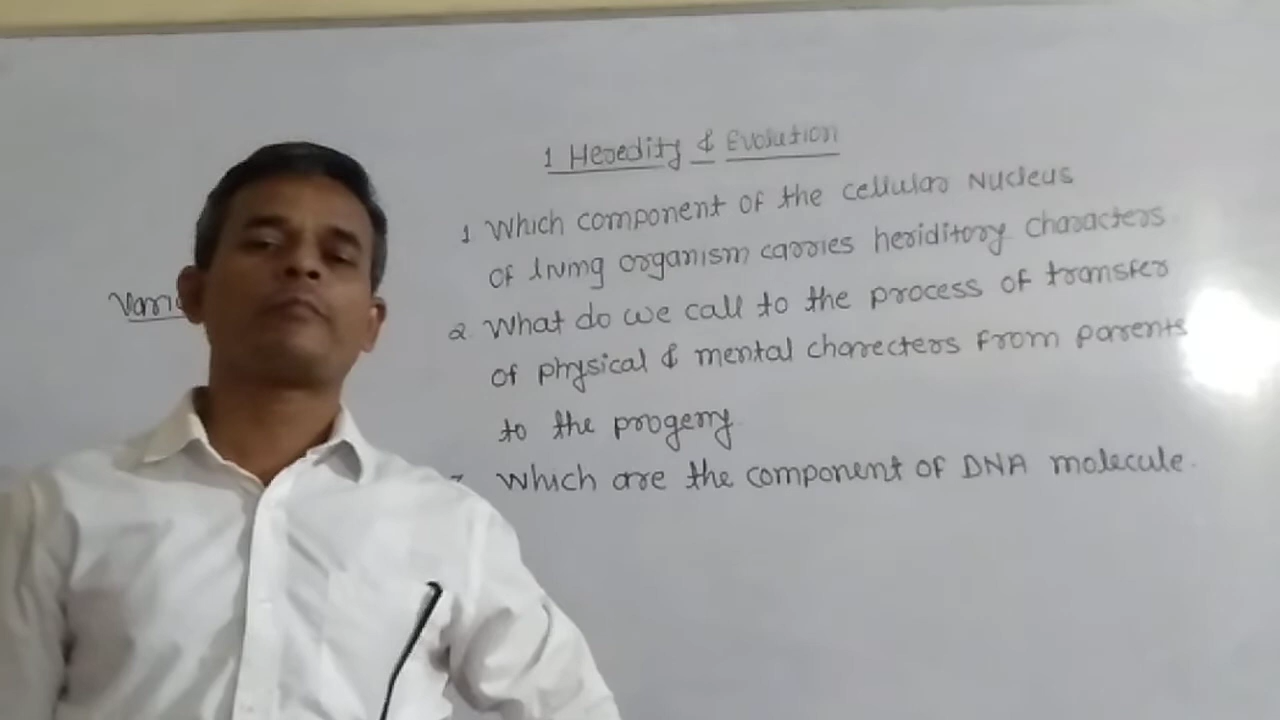 1 Heredity & Evolution
1 Which component of the cellular Nucleus
of living organism carries heriditory characters
2. What do we call to the process of transfer
of physical & mental charecters from parents
to the progeny
Which are the component of DNA molecule.